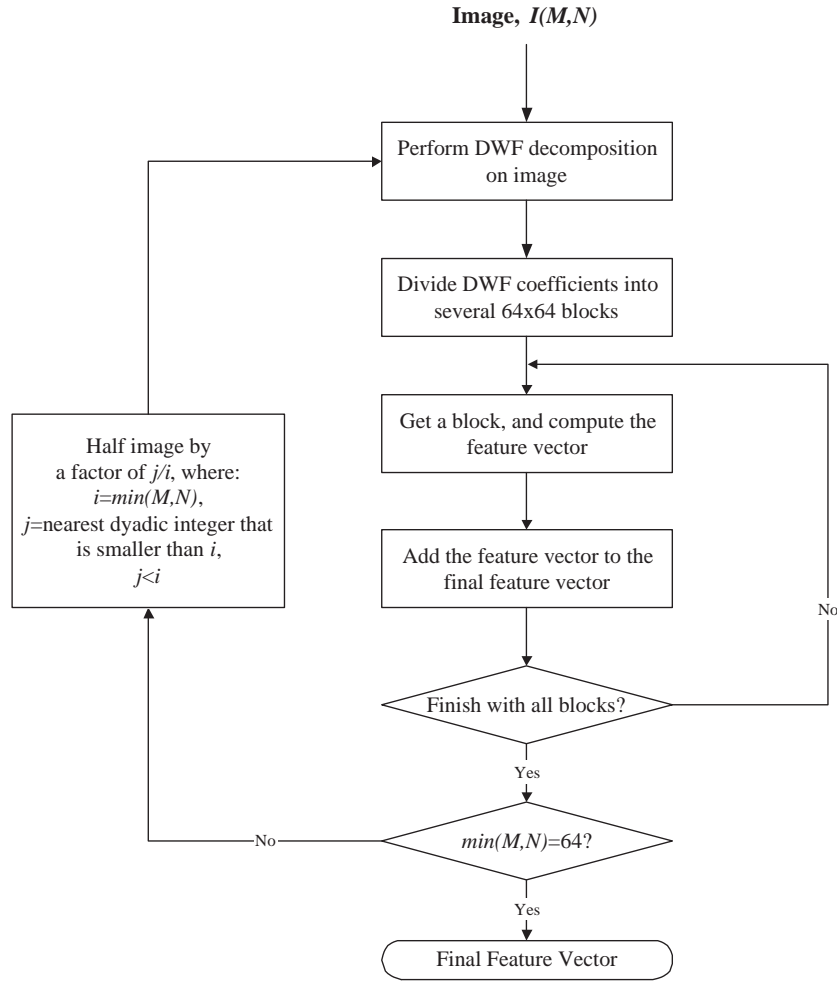 Image, I(M,N)
Perform DWF decomposition
on image
Divide DWF coefficients into
several 64x64 blocks
Get a block, and compute the
feature vector
Half image by
a factor of j/i, where:
i=min(M,N),
j=nearest dyadic integer that
is smaller than i,
j<i
Add the feature vector to the
final feature vector
No
Finish with all blocks?
Yes
min(M,N)=64?
No
Yes
Final Feature Vector